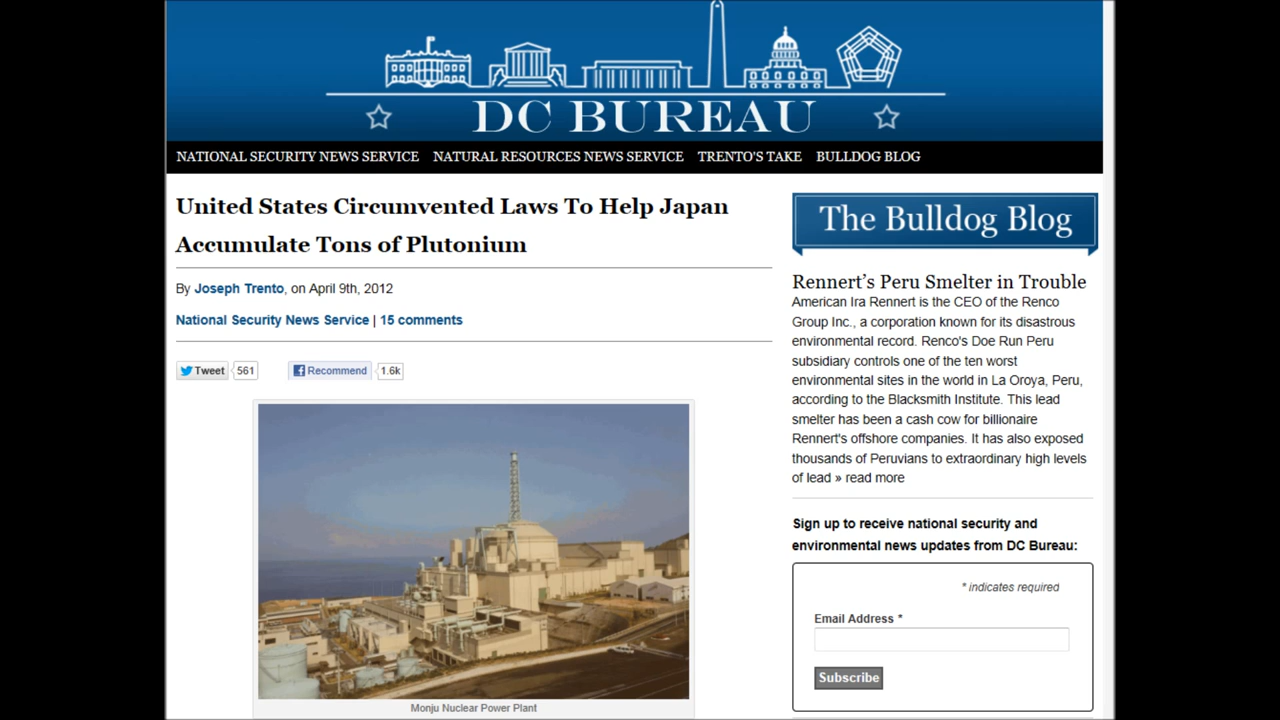 DC BUREAU
NATIONAL SECURITY NEWS SERVICE NATURAL RESOURCES NEWS SERVICE TRENTO'S TAKE BULLDOG BLOG
United States Circumvented Laws To Help Japan
Accumulate Tons of Plutonium
By Joseph Trento, on April 9th, 2012
National Security News Service | 15 comments
Tweet 561 Recommend 1.6k
Monju Nuclear Power Plant
The Bulldog Blog
Rennert's Peru Smelter in Trouble
American Ira Rennert is the CEO of the Renco
Group Inc., a corporation known for its disastrous
environmental record. Renco's Doe Run Peru
subsidiary controls one of the ten worst
environmental sites in the world in La Oroya, Peru,
according to the Blacksmith Institute. This lead
smelter has been a cash cow for billionaire
Rennert's offshore companies. It has also exposed
thousands of Peruvians to extraordinary high levels
of lead » read more
Sign up to receive national security and
environmental news updates from DC Bureau:
* indicates required
Email Address *
Subscribe